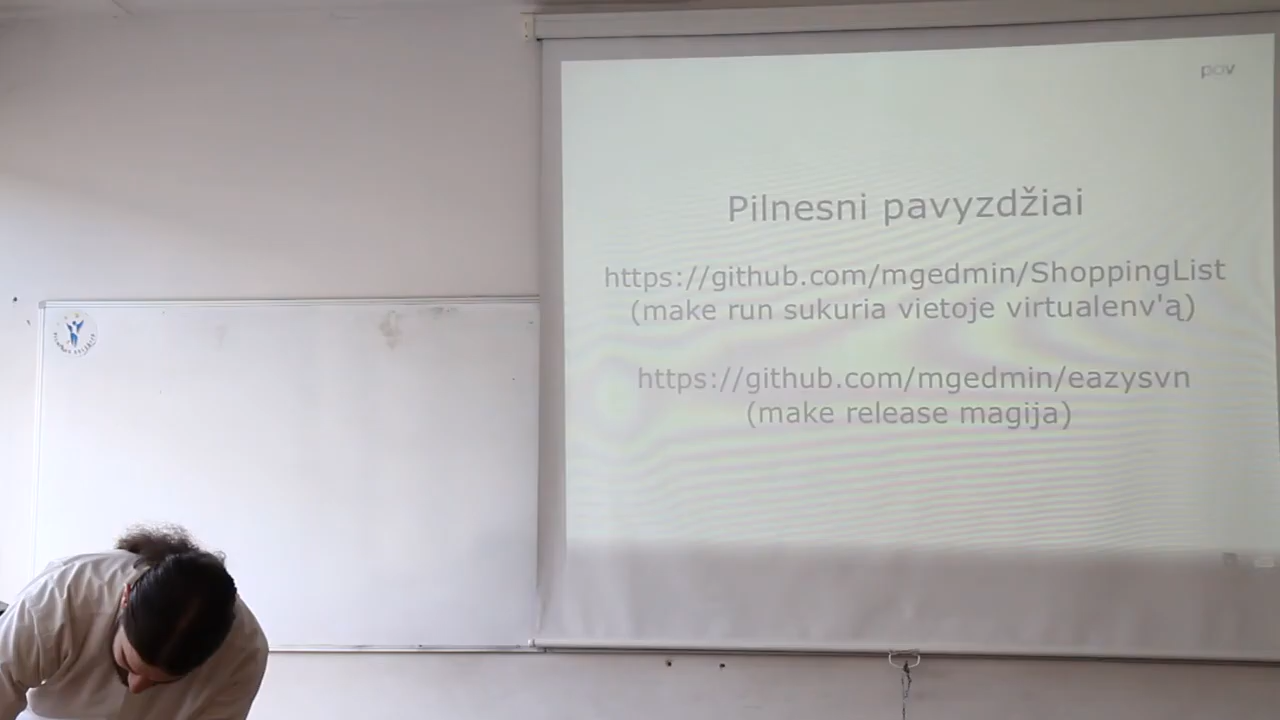 pov
Pilnesni pavyzdžiai
https://github.com/mgedmin/ShoppingList
(make run sukuria vietoje virtualenv'ą)
https://github.com/mgedmin/eazysvn
(make release magija)